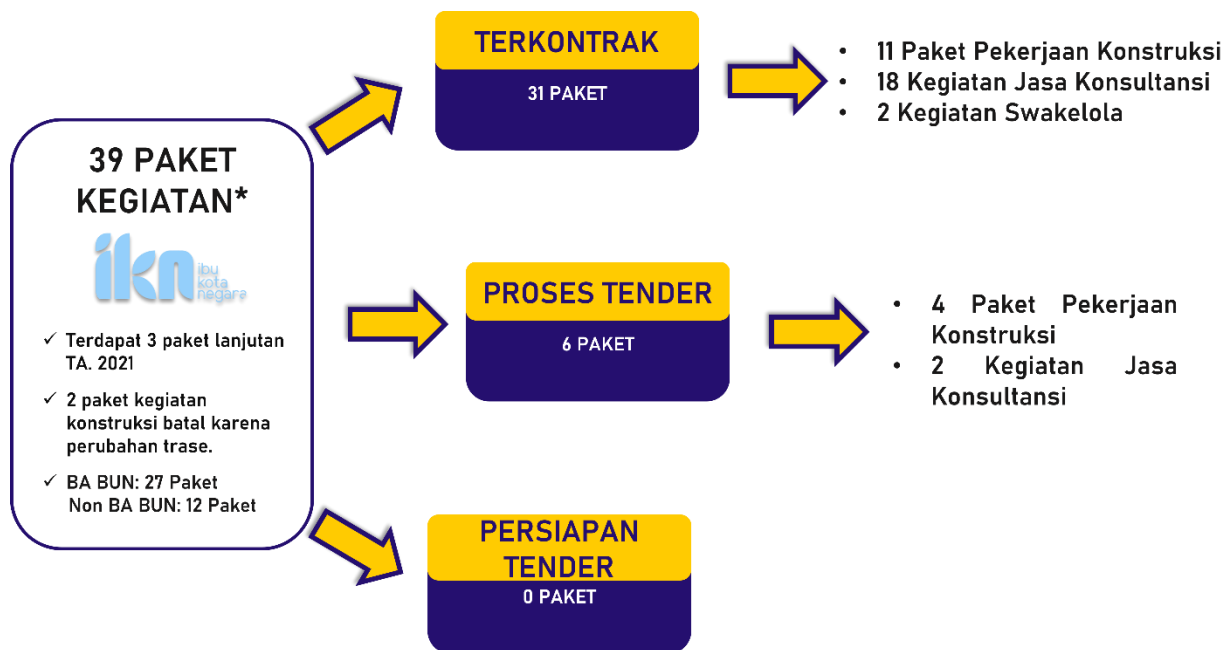 39 PAKET
KEGIATAN*
ikn ibu
kota
negara
✓ Terdapat 3 paket lanjutan
TA. 2021
✓ 2 paket kegiatan
konstruksi batal karena
perubahan trase.
✓ BA BUN: 27 Paket
Non BA BUN: 12 Paket
TERKONTRAK
31 PAKET
• 11 Paket Pekerjaan Konstruksi
• 18 Kegiatan Jasa Konsultansi
• 2 Kegiatan Swakelola
PROSES TENDER
6 PAKET
• 4 Paket Pekerjaan
Konstruksi
• 2 Kegiatan Jasa
Konsultansi
PERSIAPAN
TENDER
0 PAKET